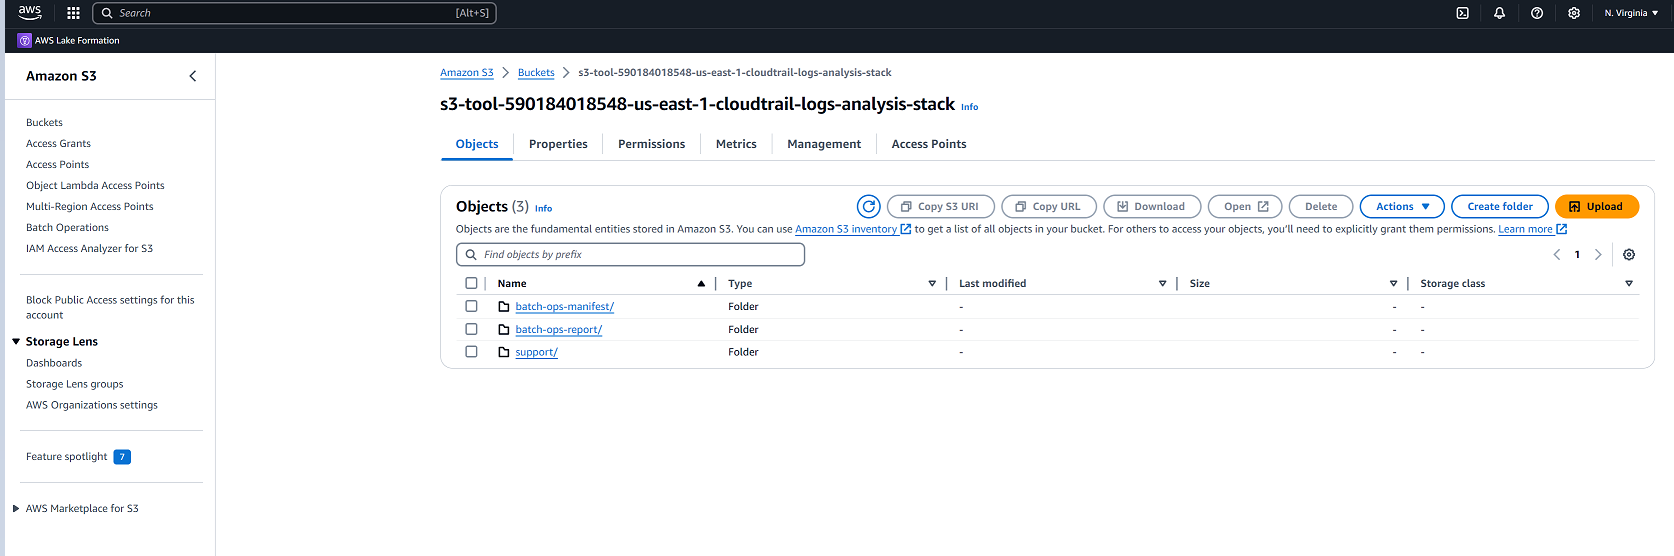 aws Search [Alt+S] N. Virginia
AWS Lake Formation
Amazon S3
Buckets
Access Grants
Access Points
Object Lambda Access Points
Multi-Region Access Points
Batch Operations
IAM Access Analyzer for S3
Block Public Access settings for this
account
Storage Lens
Dashboards
Storage Lens groups
AWS Organizations settings
Feature spotlight 7
AWS Marketplace for S3
Amazon S3 > Buckets > s3-tool-590184018548-us-east-1-cloudtrail-logs-analysis-stack
s3-tool-590184018548-us-east-1-cloudtrail-logs-analysis-stack Info
Objects Properties Permissions Metrics Management Access Points
Objects (3) Info Copy S3 URI Copy URL Download Open Delete Actions Create folder Upload
Objects are the fundamental entities stored in Amazon S3. You can use Amazon S3 inventory to get a list of all objects in your bucket. For others to access your objects, you'll need to explicitly grant them permissions. Learn more
Find objects by prefix 1
Name Type Last modified Size Storage class
batch-ops-manifest/ Folder - - -
batch-ops-report/ Folder - - -
support/ Folder - - -